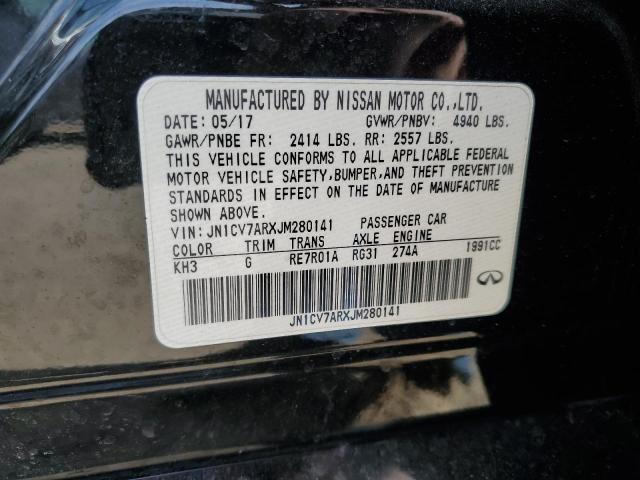 MANUFACTURED BY NISSAN MOTOR CO.,LTD.
DATE: 05/17 GVWR/PNBV: 4940 LBS.
GAWR/PNBE FR: 2414 LBS. RR: 2557 LBS.
THIS VEHICLE CONFORMS TO ALL APPLICABLE FEDERAL
MOTOR VEHICLE SAFETY,BUMPER,AND THEFT PREVENTION
STANDARDS IN EFFECT ON THE DATE OF MANUFACTURE
SHOWN ABOVE.
VIN: JN1CV7ARXJM280141 PASSENGER CAR
COLOR TRIM TRANS AXLE ENGINE 1991CC
KH3 G RE7R01A RG31 274A
JN1CV7ARXJM280141